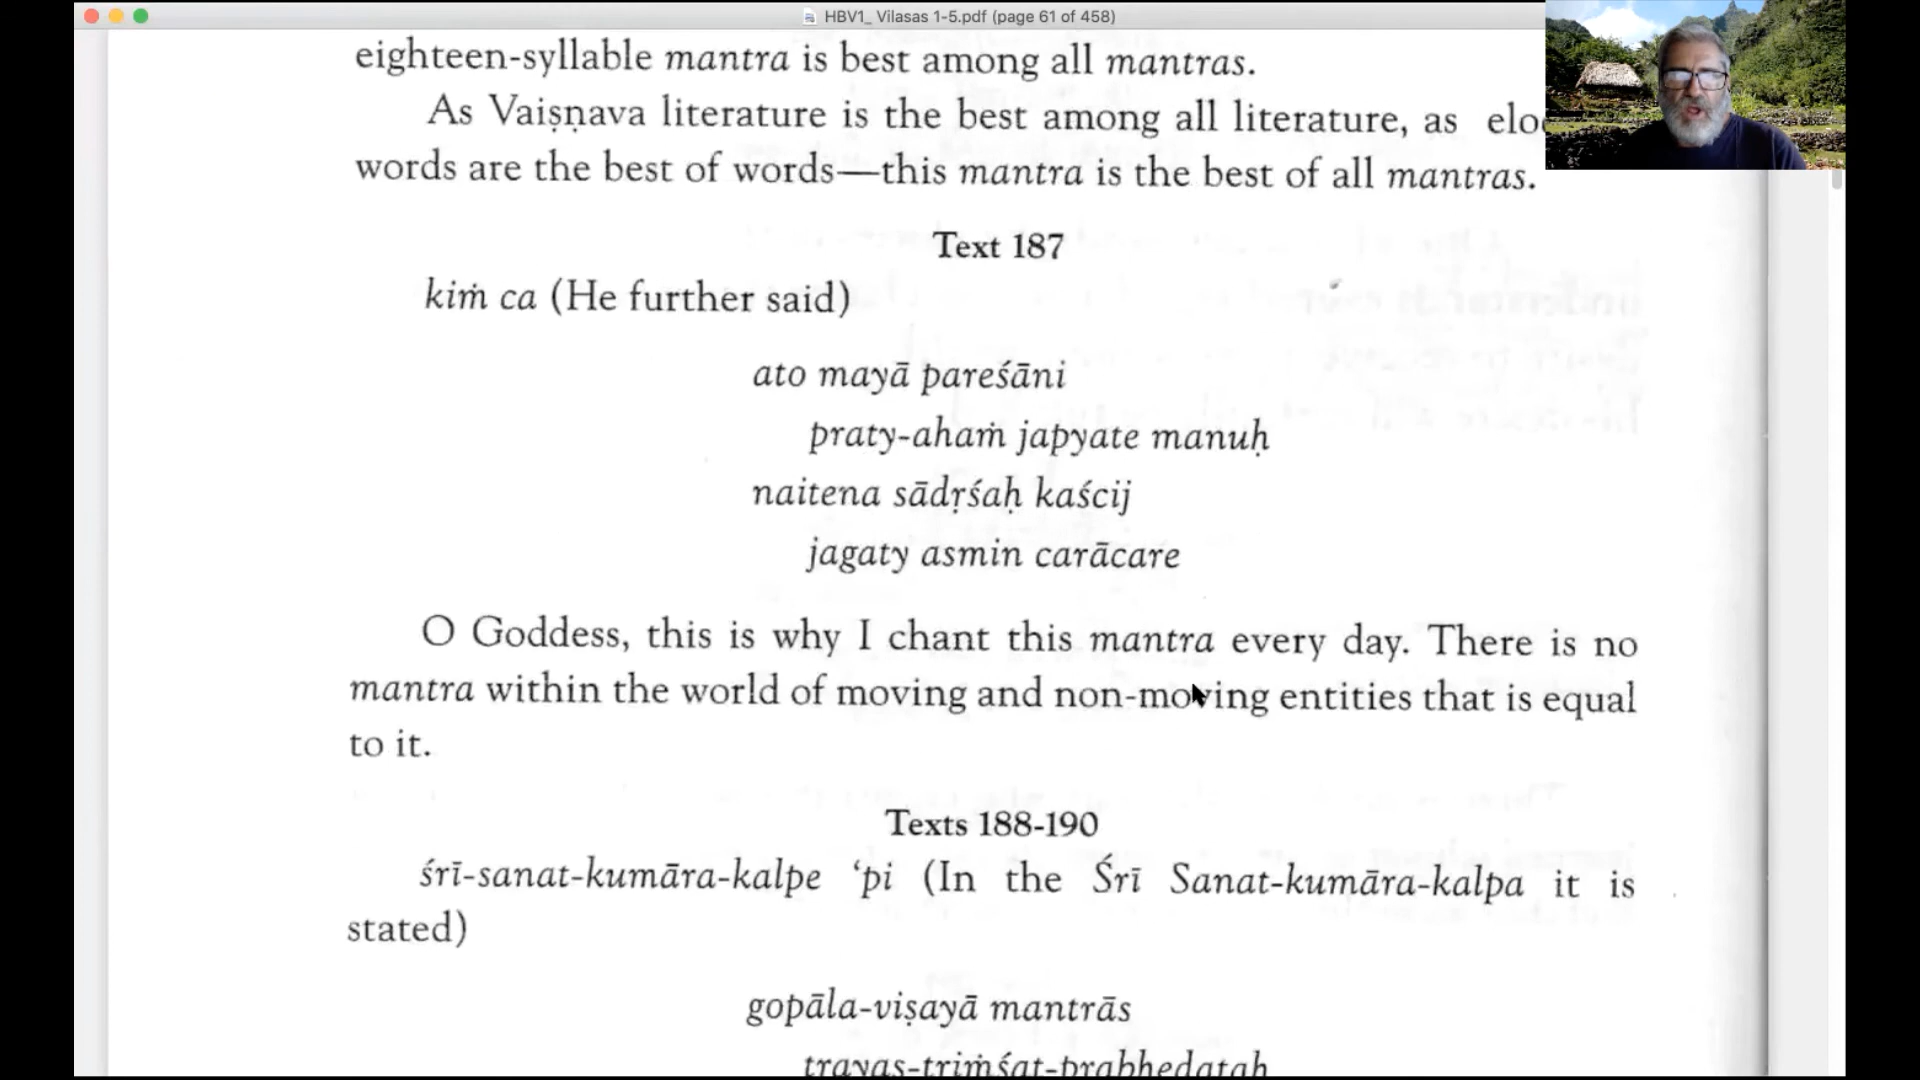 HBV1_ Vilasas 1-5.pdf (page 61 of 458)
eighteen-syllable mantra is best among all mantras.
As Vaiṣṇava literature is the best among all literature, as
words are the best of words—this mantra is the best of all mantras.
Text 187
kiṁ ca (He further said)
ato mayā pareśāni
praty-ahaṁ japyate manuḥ
naitena sādṛśaḥ kaścij
jagaty asmin carācare
O Goddess, this is why I chant this mantra every day. There is no
mantra within the world of moving and non-moving entities that is equal
to it.
Texts 188-190
śrī-sanat-kumāra-kalpe ‘pi (In the Śrī Sanat-kumāra-kalpa it is
stated)
gopāla-viṣayā mantrās
trayas-triṁśat-prabhedataḥ